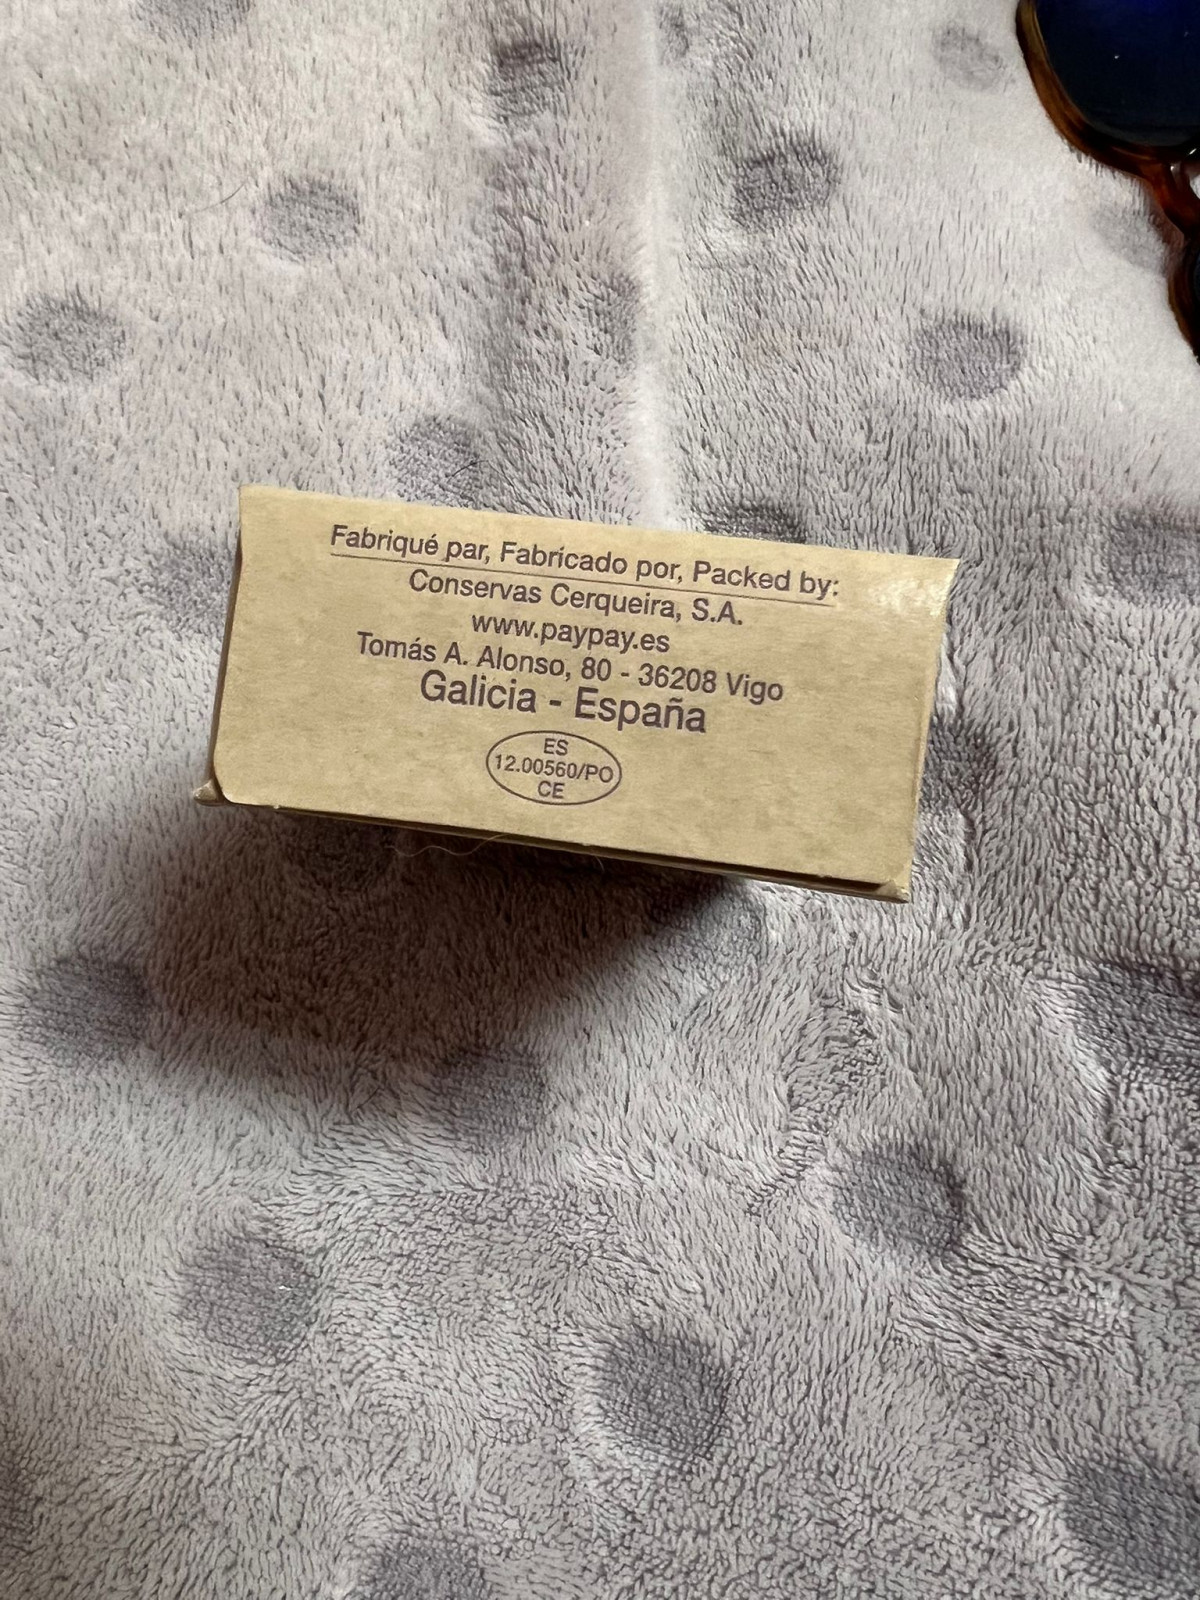 Fabriqué par, Fabricado por, Packed by:
Conservas Cerqueira, S.A.
www.paypay.es
Tomás A. Alonso, 80 - 36208 Vigo
Galicia - España
ES
12.00560/PO
CE